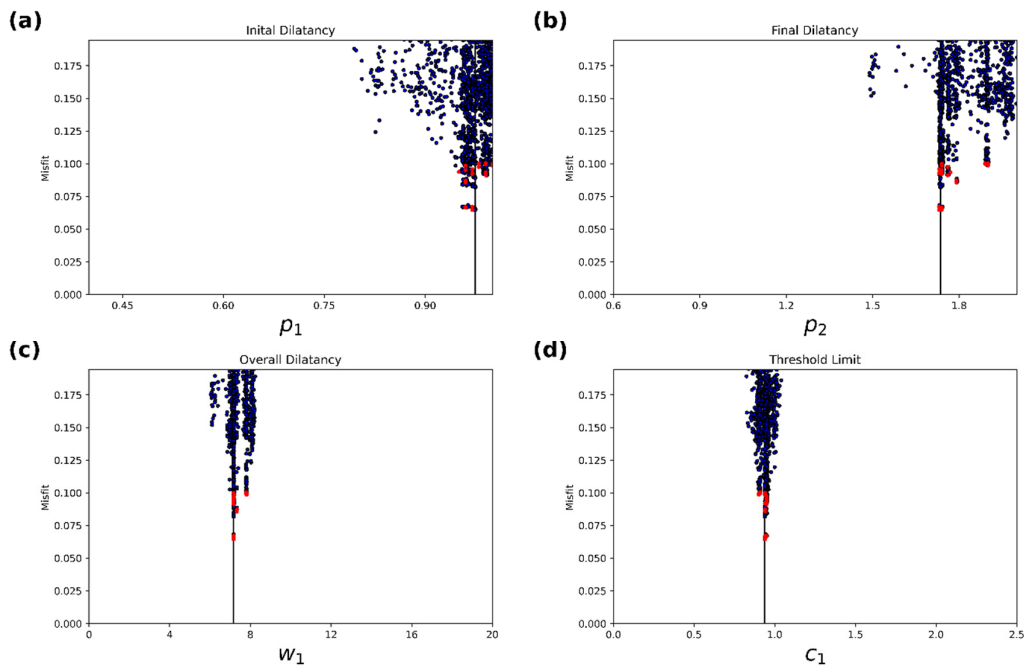 (a)
Inital Dilatancy
Misfit
0.175
0.150
0.125
0.100
0.075
0.050
0.025
0.000
0.45 0.60 0.75 0.90
p₁
(b)
Final Dilatancy
Misfit
0.175
0.150
0.125
0.100
0.075
0.050
0.025
0.000
0.6 0.9 1.2 1.5 1.8
p₂
(c)
Overall Dilatancy
Misfit
0.175
0.150
0.125
0.100
0.075
0.050
0.025
0.000
0 4 8 12 16 20
w₁
(d)
Threshold Limit
Misfit
0.175
0.150
0.125
0.100
0.075
0.050
0.025
0.000
0.0 0.5 1.0 1.5 2.0 2.5
c₁